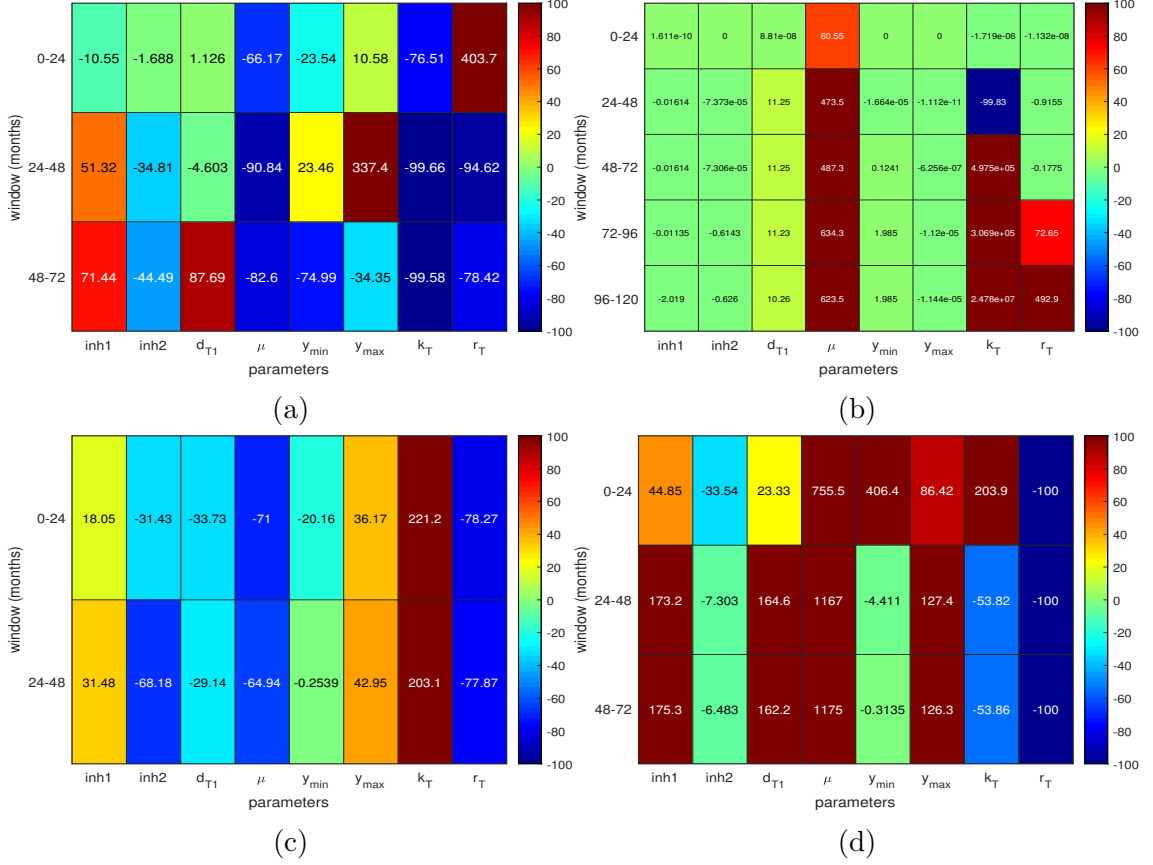 window (months)
0-24 -10.55 -1.688 1.126 -66.17 -23.54 10.58 -76.51 403.7
24-48 51.32 -34.81 -4.603 -90.84 23.46 337.4 -99.66 -94.62
48-72 71.44 -44.49 87.69 -82.6 -74.99 -34.35 -99.58 -78.42
inh1 inh2 d_T1 μ y_min y_max k_T r_T
parameters
100
80
60
40
20
0
-20
-40
-60
-80
-100
(a)
window (months)
0-24 1.611e-10 0 8.81e-08 60.55 0 0 -1.719e-06 -1.132e-08
24-48 -0.01614 -7.373e-05 11.25 473.5 -1.664e-05 -1.112e-11 -99.83 -0.9155
48-72 -0.01614 -7.306e-05 11.25 487.3 0.1241 -6.256e-07 4.975e+05 -0.1775
72-96 -0.01135 -0.6143 11.23 634.3 1.985 -1.12e-05 3.069e+05 72.65
96-120 -2.019 -0.626 10.26 623.5 1.985 -1.144e-05 2.478e+07 492.9
inh1 inh2 d_T1 μ y_min y_max k_T r_T
parameters
100
80
60
40
20
0
-20
-40
-60
-80
-100
(b)
window (months)
0-24 18.05 -31.43 -33.73 -71 -20.16 36.17 221.2 -78.27
24-48 31.48 -68.18 -29.14 -64.94 -0.2539 42.95 203.1 -77.87
inh1 inh2 d_T1 μ y_min y_max k_T r_T
parameters
100
80
60
40
20
0
-20
-40
-60
-80
-100
(c)
window (months)
0-24 44.85 -33.54 23.33 755.5 406.4 86.42 203.9 -100
24-48 173.2 -7.303 164.6 1167 -4.411 127.4 -53.82 -100
48-72 175.3 -6.483 162.2 1175 -0.3135 126.3 -53.86 -100
inh1 inh2 d_T1 μ y_min y_max k_T r_T
parameters
100
80
60
40
20
0
-20
-40
-60
-80
-100
(d)